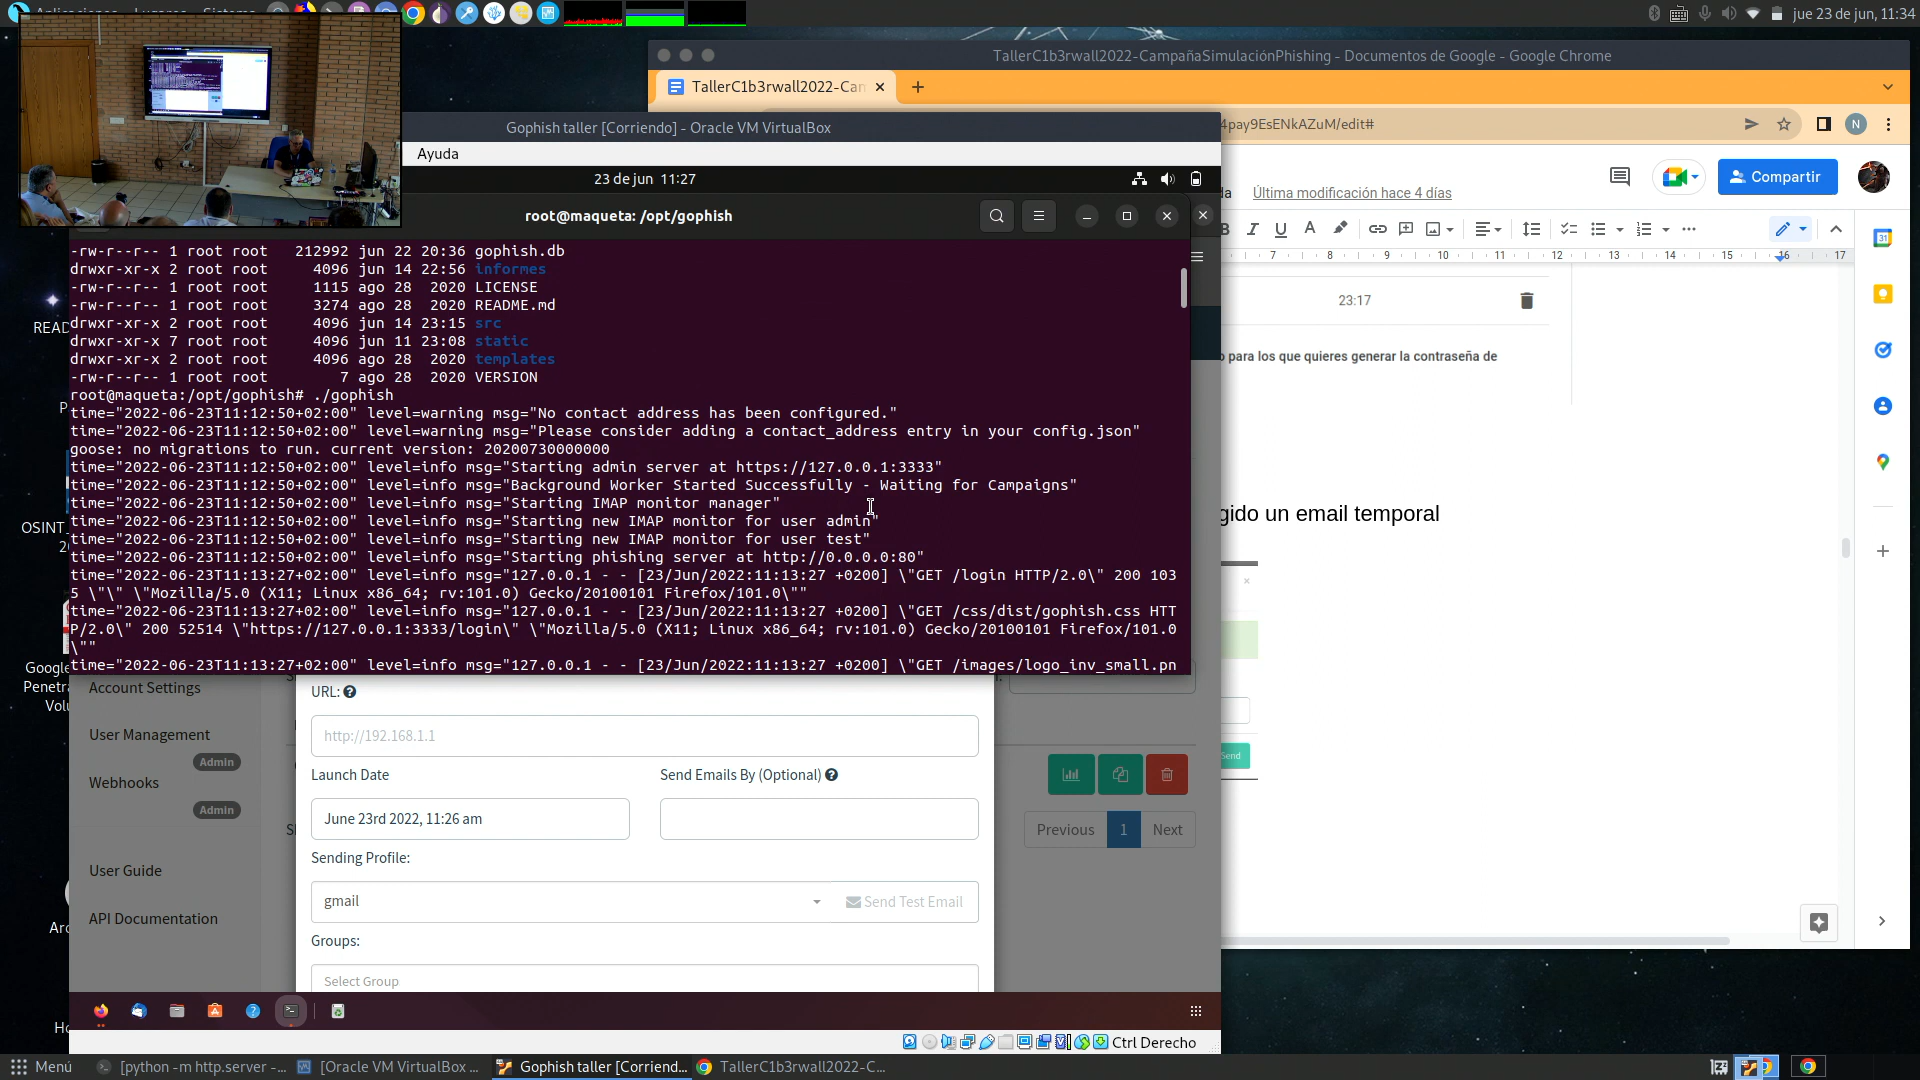 Aplicaciones Lugares Sistema
jue 23 de jun, 11:34
TallerC1b3rwall2022-CampañaSimulaciónPhishing - Documentos de Google - Google Chrome
TallerC1b3rwall2022-Car
4pay9EsENkAZuM/edit#
N
Gophish taller [Corriendo] - Oracle VM VirtualBox
Ayuda
23 de jun 11:27
Última modificación hace 4 días
Compartir
root@maqueta: /opt/gophish
7 8 9 10 11 12 13 14 15 16 17
-rw-r--r-- 1 root root 212992 jun 22 20:36 gophish.db
drwxr-xr-x 2 root root 4096 jun 14 22:56 informes
-rw-r--r-- 1 root root 1115 ago 28 2020 LICENSE
-rw-r--r-- 1 root root 3274 ago 28 2020 README.md
drwxr-xr-x 2 root root 4096 jun 14 23:15 src
drwxr-xr-x 7 root root 4096 jun 11 23:08 static
drwxr-xr-x 2 root root 4096 ago 28 2020 templates
-rw-r--r-- 1 root root 7 ago 28 2020 VERSION
root@maqueta:/opt/gophish# ./gophish
time="2022-06-23T11:12:50+02:00" level=warning msg="No contact address has been configured."
time="2022-06-23T11:12:50+02:00" level=warning msg="Please consider adding a contact_address entry in your config.json"
goose: no migrations to run. current version: 20200730000000
time="2022-06-23T11:12:50+02:00" level=info msg="Starting admin server at https://127.0.0.1:3333"
time="2022-06-23T11:12:50+02:00" level=info msg="Background Worker Started Successfully - Waiting for Campaigns"
time="2022-06-23T11:12:50+02:00" level=info msg="Starting IMAP monitor manager"
time="2022-06-23T11:12:50+02:00" level=info msg="Starting new IMAP monitor for user admin"
time="2022-06-23T11:12:50+02:00" level=info msg="Starting new IMAP monitor for user test"
time="2022-06-23T11:12:50+02:00" level=info msg="Starting phishing server at http://0.0.0.0:80"
time="2022-06-23T11:13:27+02:00" level=info msg="127.0.0.1 - - [23/Jun/2022:11:13:27 +0200] \"GET /login HTTP/2.0\" 200 103
5 \"\" \"Mozilla/5.0 (X11; Linux x86_64; rv:101.0) Gecko/20100101 Firefox/101.0\""
time="2022-06-23T11:13:27+02:00" level=info msg="127.0.0.1 - - [23/Jun/2022:11:13:27 +0200] \"GET /css/dist/gophish.css HTT
P/2.0\" 200 52514 \"https://127.0.0.1:3333/login\" \"Mozilla/5.0 (X11; Linux x86_64; rv:101.0) Gecko/20100101 Firefox/101.0
\""
time="2022-06-23T11:13:27+02:00" level=info msg="127.0.0.1 - - [23/Jun/2022:11:13:27 +0200] \"GET /images/logo_inv_small.pn
23:17
o para los que quieres generar la contraseña de
gido un email temporal
Send
READ
OSINT_
Google
Penetra
Volu
Account Settings
User Management
Admin
Webhooks
Admin
User Guide
API Documentation
URL:
http://192.168.1.1
Launch Date
Send Emails By (Optional)
June 23rd 2022, 11:26 am
Sending Profile:
gmail
Send Test Email
Groups:
Select Group
Previous 1 Next
Ctrl Derecho
Menú
[python -m http.server -...
[Oracle VM VirtualBox ...
Gophish taller [Corriend...
TallerC1b3rwall2022-C...